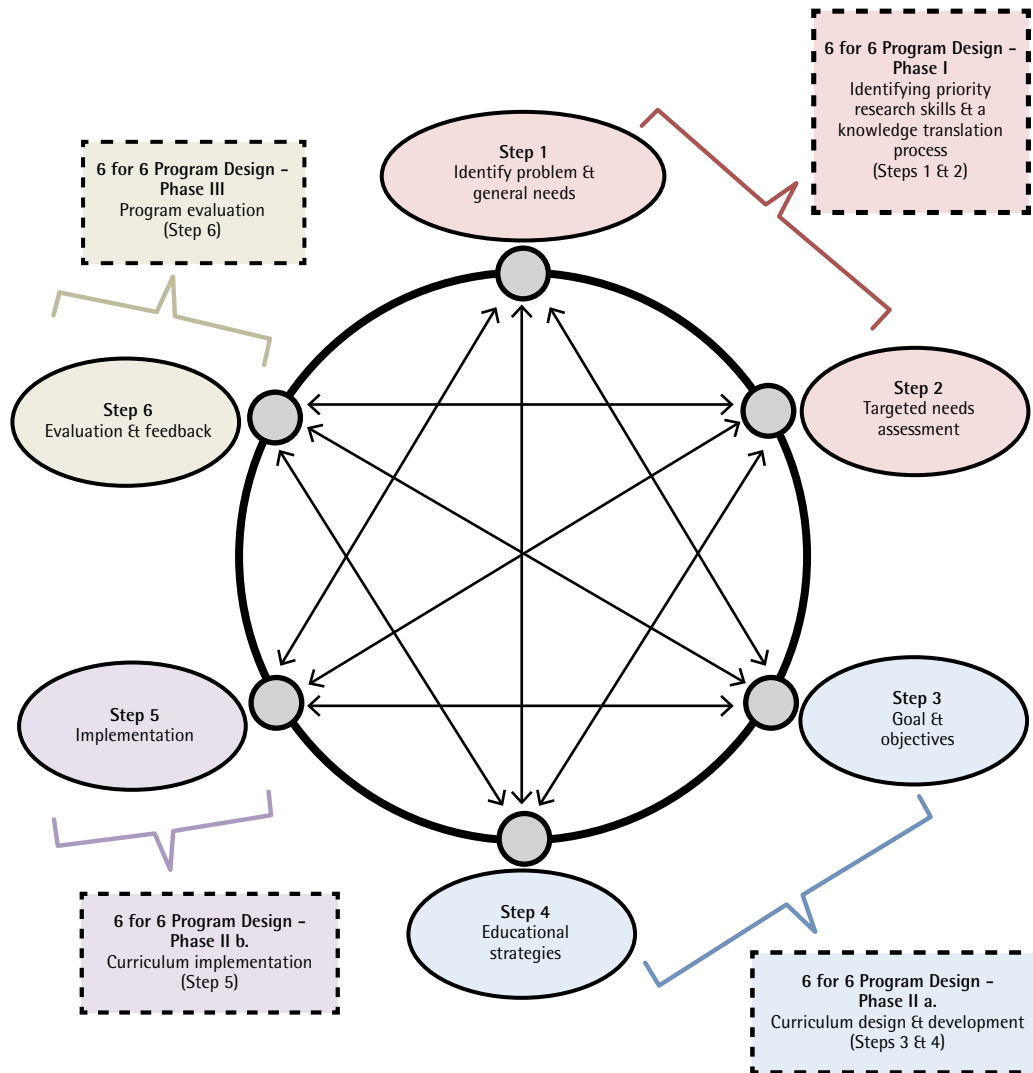 6 for 6 Program Design -
Phase I
Identifying priority
research skills & a
knowledge translation
process
(Steps 1 & 2)
Step 1
Identify problem &
general needs
6 for 6 Program Design -
Phase III
Program evaluation
(Step 6)
Step 6
Evaluation & feedback
Step 2
Targeted needs
assessment
Step 5
Implementation
Step 3
Goal &
objectives
Step 4
Educational
strategies
6 for 6 Program Design -
Phase II b.
Curriculum implementation
(Step 5)
6 for 6 Program Design -
Phase II a.
Curriculum design & development
(Steps 3 & 4)